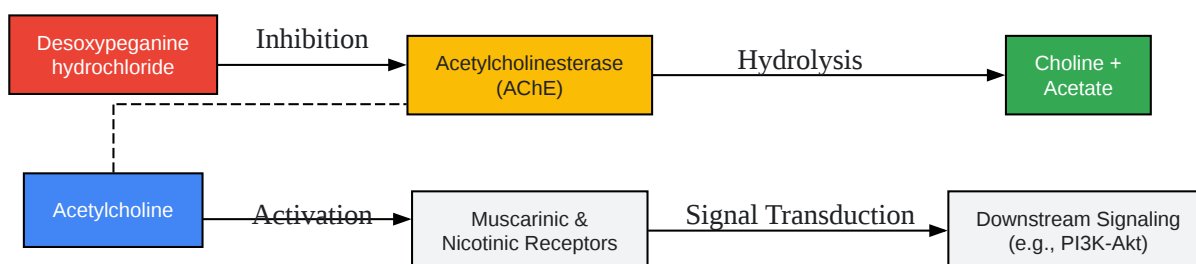 Desoxypeganine
hydrochloride
Inhibition
Acetylcholinesterase
(AChE)
Hydrolysis
Choline +
Acetate
Acetylcholine
Activation
Muscarinic &
Nicotinic Receptors
Signal Transduction
Downstream Signaling
(e.g., PI3K-Akt)